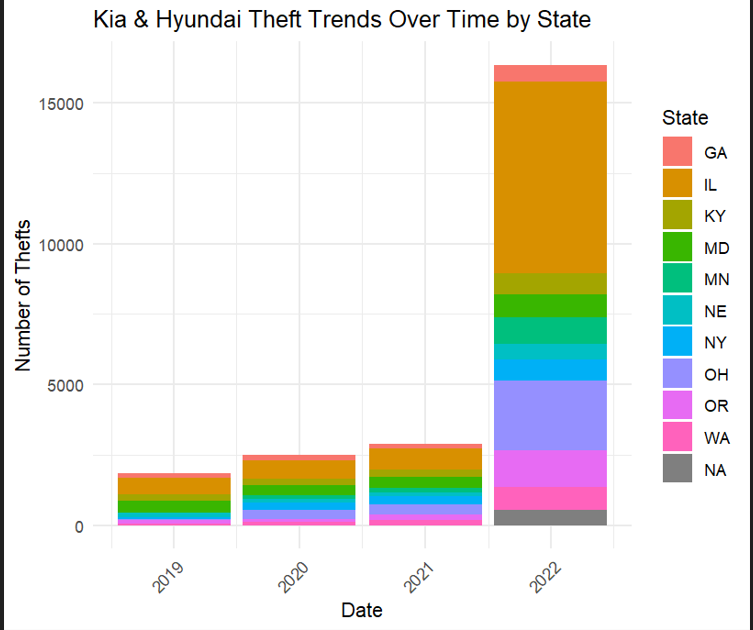 Kia & Hyundai Theft Trends Over Time by State
15000
10000
5000
0
Number of Thefts
2019
2020
2021
2022
Date
State
GA
IL
KY
MD
MN
NE
NY
OH
OR
WA
NA